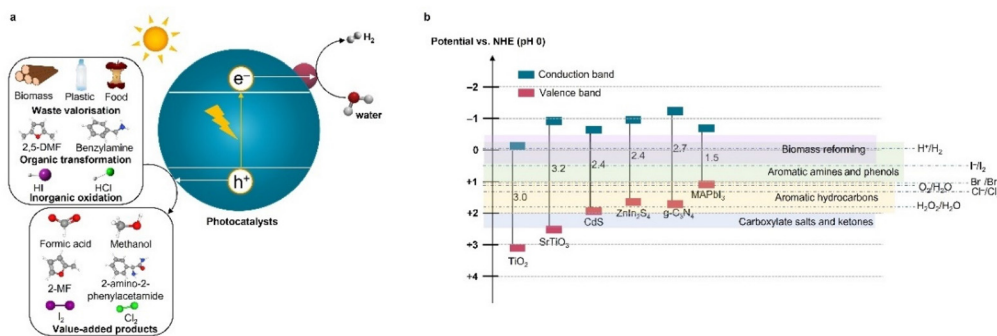 a
H₂
e⁻
water
h⁺
Photocatalysts
Biomass
Plastic
Food
Waste valorisation
2,5-DMF
Benzylamine
Organic transformation
HI
HCl
Inorganic oxidation
Formic acid
Methanol
2-MF
2-amino-2-
phenylacetamide
I₂
Cl₂
Value-added products
b
Potential vs. NHE (pH 0)
Conduction band
Valence band
−2
−1
0
+1
+2
+3
+4
3.0
3.2
2.4
2.4
2.7
1.5
TiO₂
SrTiO₃
CdS
ZnIn₂S₄
g-C₃N₄
MAPbI₃
Biomass reforming
Aromatic amines and phenols
Aromatic hydrocarbons
Carboxylate salts and ketones
H⁺/H₂
I⁻/I₂
Br⁻/Br
O₂/H₂O
Cl⁻/Cl
H₂O₂/H₂O